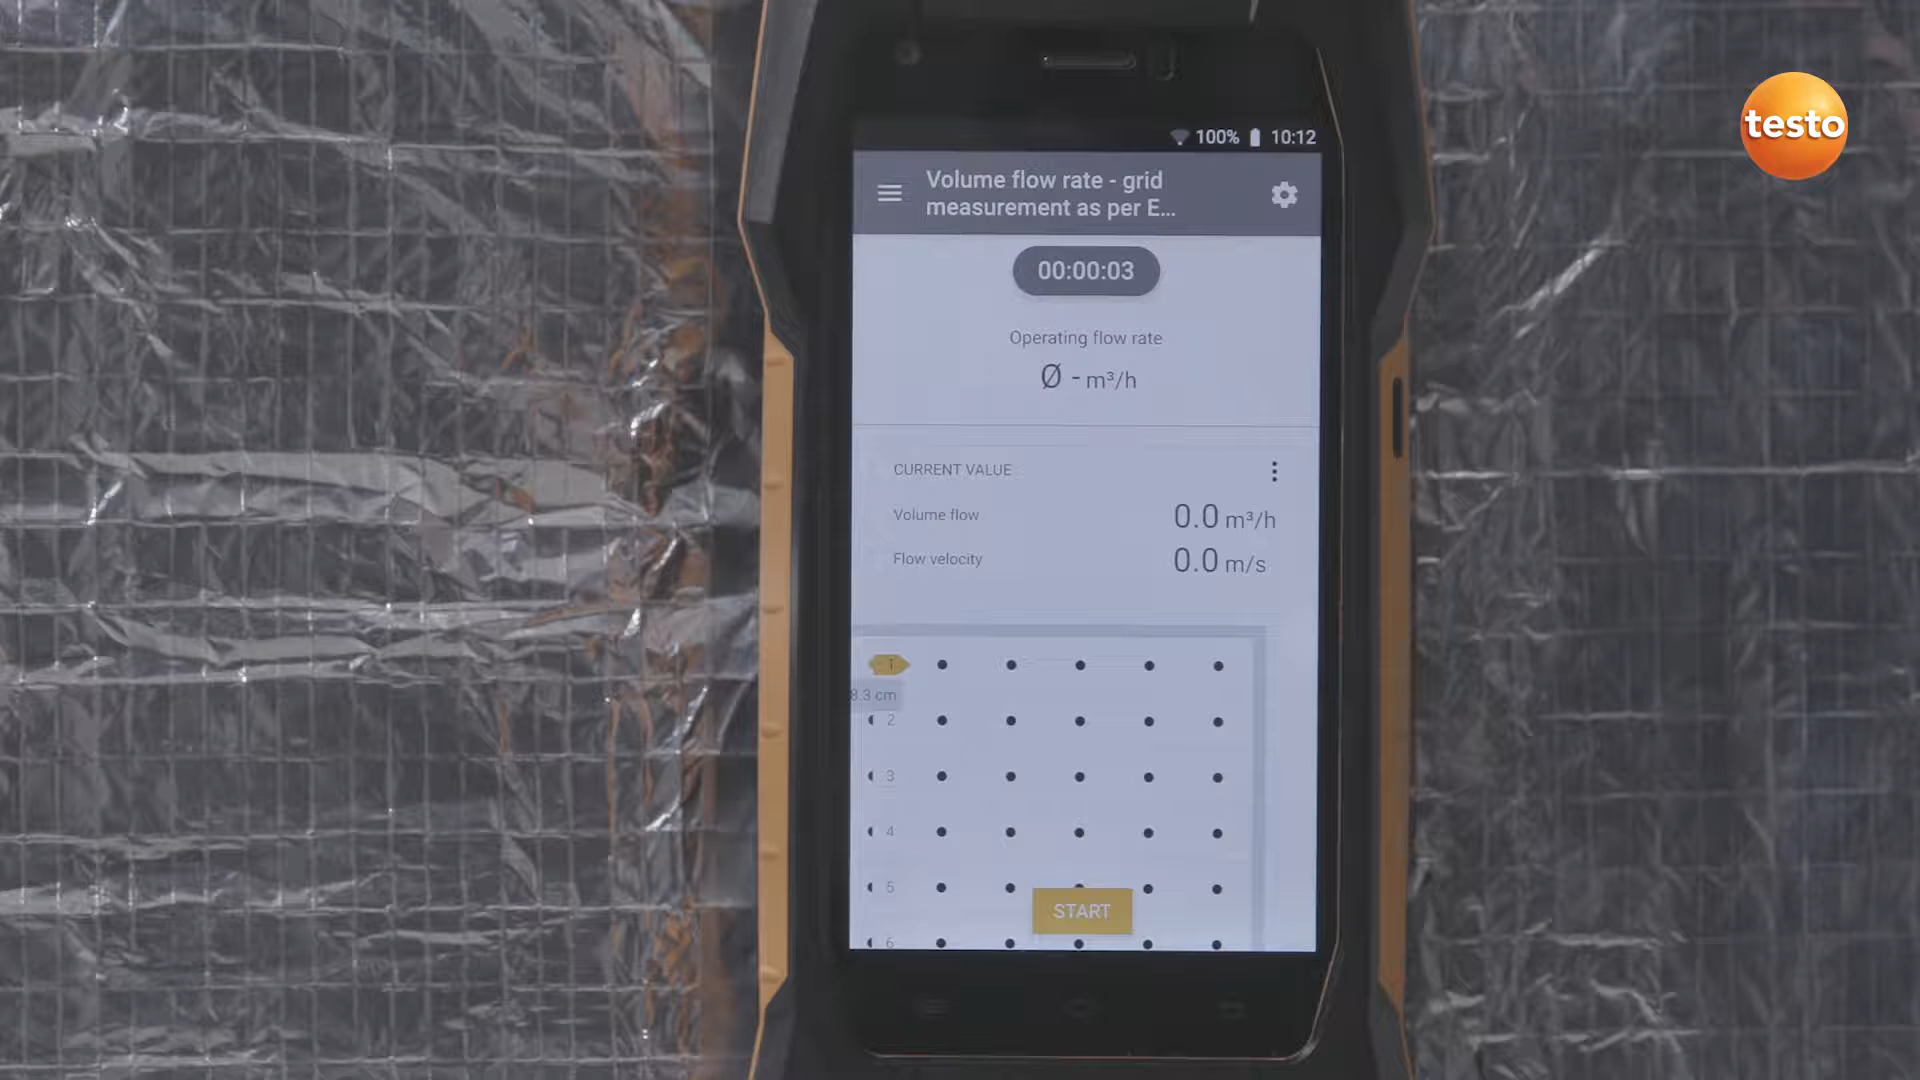 testo
100% 10:12
Volume flow rate - grid
measurement as per E...
00:00:03
Operating flow rate
Ø - m³/h
CURRENT VALUE
Volume flow 0.0 m³/h
Flow velocity 0.0 m/s
1
8.3 cm
2
3
4
5
START
6